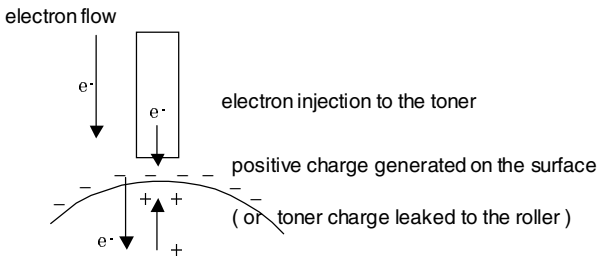 electron flow
e-
e-
electron injection to the toner
positive charge generated on the surface
( or toner charge leaked to the roller )
− − − − − − − −
+ +
e-
+